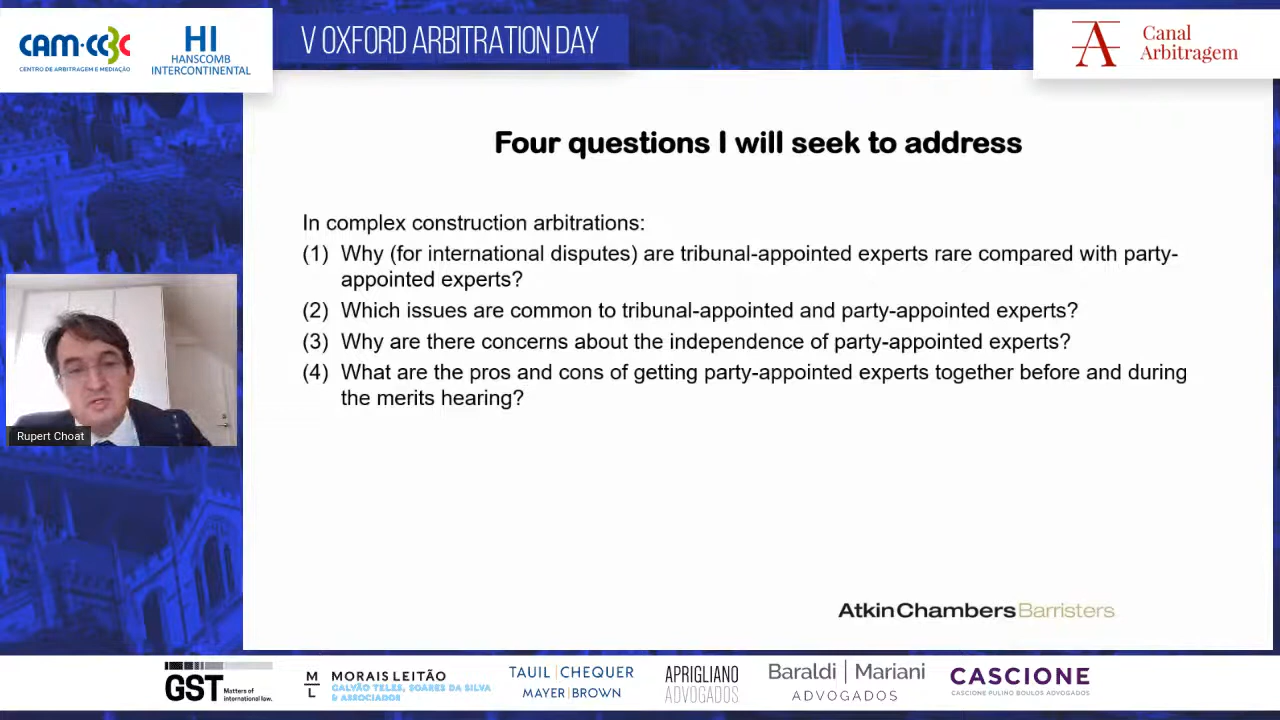 CAM-CCBC
CENTRO DE ARBITRAGEM E MEDIAÇÃO
HI
HANSCOMB
INTERCONTINENTAL
V OXFORD ARBITRATION DAY
Canal
Arbitragem
Four questions I will seek to address
In complex construction arbitrations:
(1) Why (for international disputes) are tribunal-appointed experts rare compared with party-
appointed experts?
(2) Which issues are common to tribunal-appointed and party-appointed experts?
(3) Why are there concerns about the independence of party-appointed experts?
(4) What are the pros and cons of getting party-appointed experts together before and during
the merits hearing?
Rupert Choat
AtkinChambersBarristers
GST Matters of
international law.
M
L
MORAIS LEITÃO
GALVÃO TELES, SOARES DA SILVA
& ASSOCIADOS
TAUIL | CHEQUER
MAYER | BROWN
APRIGLIANO
ADVOGADOS
Baraldi | Mariani
ADVOGADOS
CASCIONE
CASCIONE PULINO BOULOS ADVOGADOS